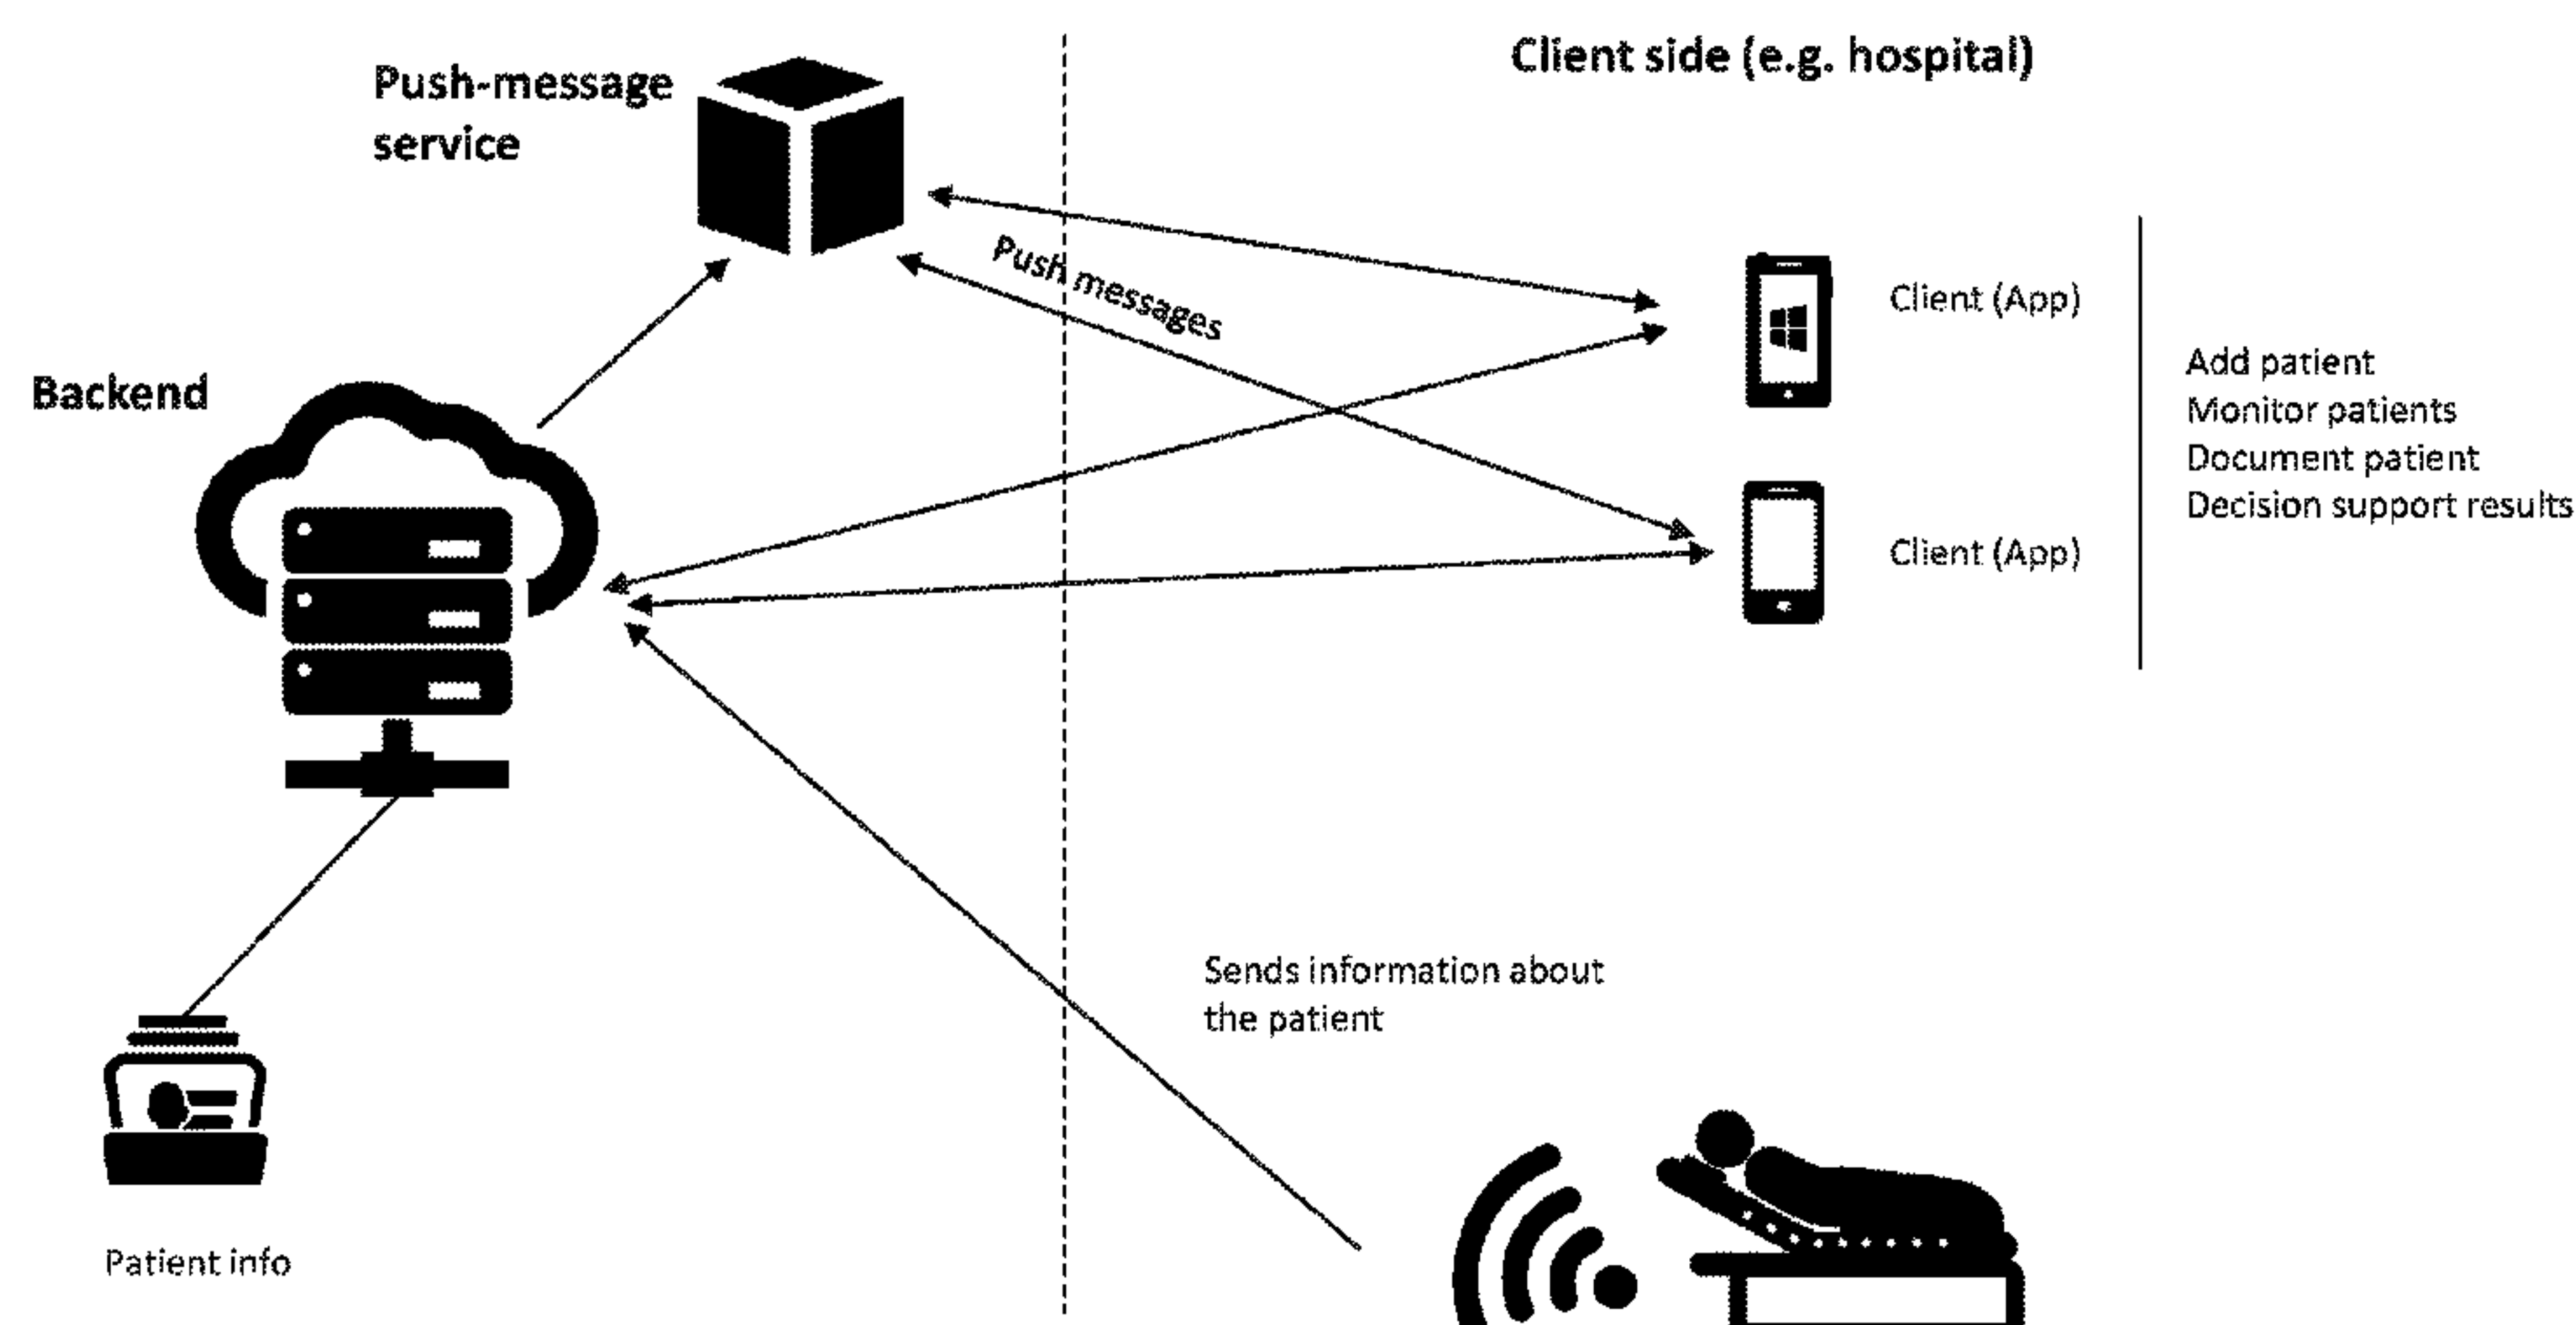 Client side (e.g. hospital)
Push-message
service
Push messages
Client (App)
Backend
Add patient
Monitor patients
Document patient
Decision support results
Client (App)
Sends information about
the patient
Patient info